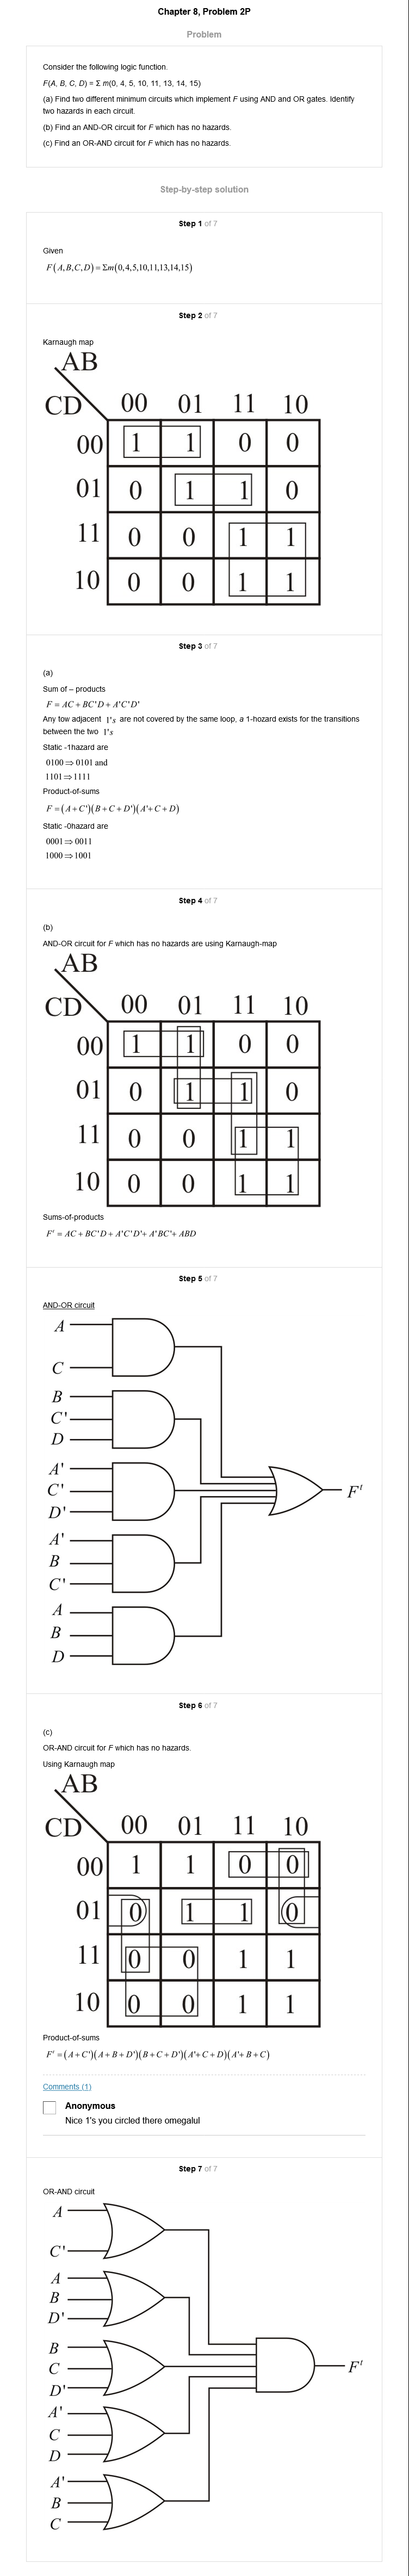 Chapter 8, Problem 2P
Problem
Consider the following logic function.
F(A, B, C, D) = Σ m(0, 4, 5, 10, 11, 13, 14, 15)
(a) Find two different minimum circuits which implement F using AND and OR gates. Identify
two hazards in each circuit.
(b) Find an AND-OR circuit for F which has no hazards.
(c) Find an OR-AND circuit for F which has no hazards.
Step-by-step solution
Step 1 of 7
Given
F(A,B,C,D)=Σm(0,4,5,10,11,13,14,15)
Step 2 of 7
Karnaugh map
AB
CD 00 01 11 10
00 1 1 0 0
01 0 1 1 0
11 0 0 1 1
10 0 0 1 1
Step 3 of 7
(a)
Sum of – products
F = AC + BC'D + A'C'D'
Any tow adjacent 1's are not covered by the same loop, a 1-hozard exists for the transitions
between the two 1's
Static -1hazard are
0100⇒0101 and
1101⇒1111
Product-of-sums
F=(A+C')(B+C+D')(A'+C+D)
Static -0hazard are
0001⇒0011
1000⇒1001
Step 4 of 7
(b)
AND-OR circuit for F which has no hazards are using Karnaugh-map
AB
CD 00 01 11 10
00 1 1 0 0
01 0 1 1 0
11 0 0 1 1
10 0 0 1 1
Sums-of-products
F^t = AC + BC'D + A'C'D'+ A'BC'+ ABD
Step 5 of 7
AND-OR circuit
A
C
B
C'
D
A'
C'
D'
F^t
A'
B
C'
A
B
D
Step 6 of 7
(c)
OR-AND circuit for F which has no hazards.
Using Karnaugh map
AB
CD 00 01 11 10
00 1 1 0 0
01 0 1 1 0
11 0 0 1 1
10 0 0 1 1
Product-of-sums
F^t =(A+C')(A+B+D')(B+C+D')(A'+C+D)(A'+B+C)
Comments (1)
Anonymous
Nice 1's you circled there omegalul
Step 7 of 7
OR-AND circuit
A
C'
A
B
D'
B
C
D'
F^t
A'
C
D
A'
B
C